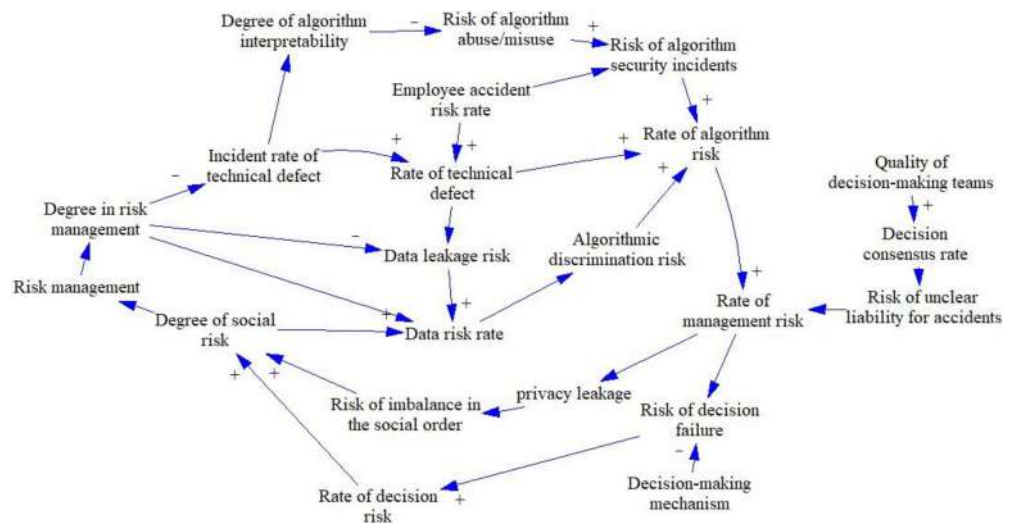 Degree of algorithm
interpretability
−
Risk of algorithm
abuse/misuse
+
Risk of algorithm
security incidents
+
Employee accident
risk rate
+
Incident rate of
technical defect
+
Rate of technical
defect
+
Rate of algorithm
risk
+
Quality of
decision-making teams
+
−
Degree in risk
management
−
Data leakage risk
Algorithmic
discrimination risk
Decision
consensus rate
Risk management
Degree of social
risk
+
+
Data risk rate
+
Rate of
management risk
Risk of unclear
liability for accidents
+
+
Risk of imbalance in
the social order
privacy leakage
Risk of decision
failure
−
Rate of decision
risk
+
Decision-making
mechanism